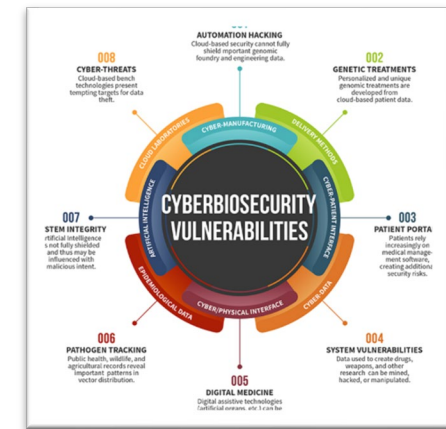 AUTOMATION HACKING
Cloud-based security cannot fully
shield important genomic
foundry and engineering data.
008
CYBER-THREATS
Cloud-based bench
technologies present
tempting targets for data
theft.
002
GENETIC TREATMENTS
Personalized and unique
genomic treatments are
developed from
cloud-based patient data.
CLOUD LABORATORIES
CYBER-MANUFACTURING
DELIVERY METHODS
ARTIFICIAL INTELLIGENCE
CYBERBIOSECURITY
VULNERABILITIES
CYBER-PATIENT INTERFACE
EPIDEMIOLOGICAL DATA
CYBER/PHYSICAL INTERFACE
CYBER DATA
007
STEM INTEGRITY
rtificial intelligence
s not fully shielded
and thus may be
influenced with
malicious intent.
003
PATIENT PORTA
Patients rely
increasingly on
medical manage-
ment software,
creating additiona
security risks.
006
PATHOGEN TRACKING
Public health, wildlife, and
agricultural records reveal
important patterns in
vector distribution.
004
SYSTEM VULNERABILITIES
Data used to create drugs,
weapons, and other
research can be mined,
hacked, or manipulated.
005
DIGITAL MEDICINE
Digital assistive technologies
(artificial organs, etc.) can be